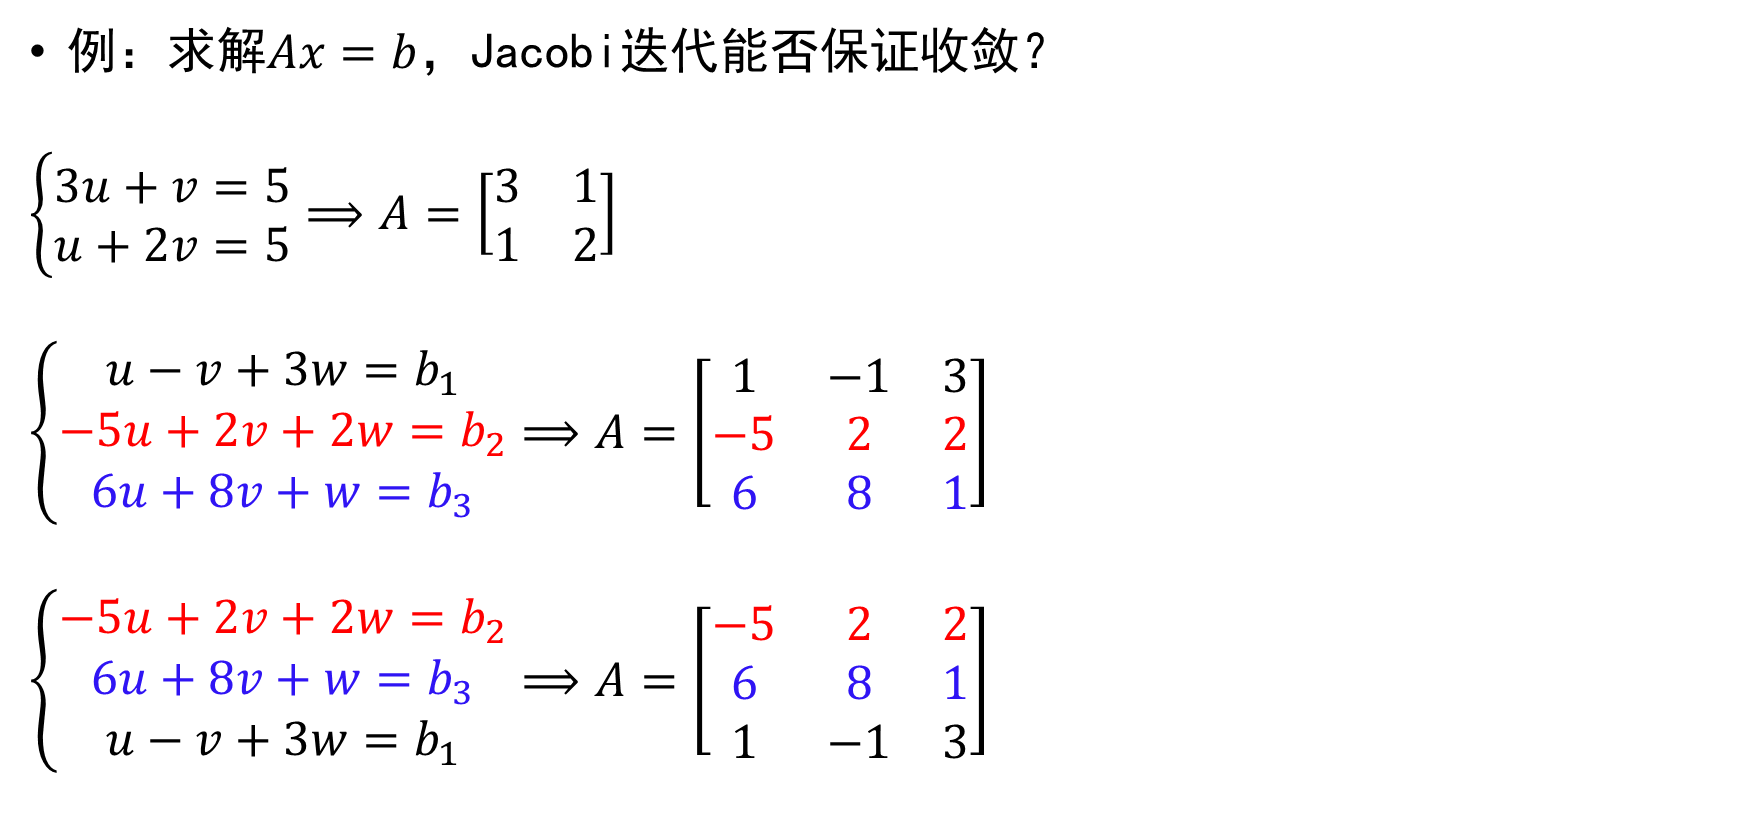 • 例：求解Ax = b，Jacobi迭代能否保证收敛？
{3u + v = 5
u + 2v = 5 ⟹ A = [3 1
1 2]
{u − v + 3w = b₁
−5u + 2v + 2w = b₂
6u + 8v + w = b₃ ⟹ A = [1 −1 3
−5 2 2
6 8 1]
{−5u + 2v + 2w = b₂
6u + 8v + w = b₃
u − v + 3w = b₁ ⟹ A = [−5 2 2
6 8 1
1 −1 3]